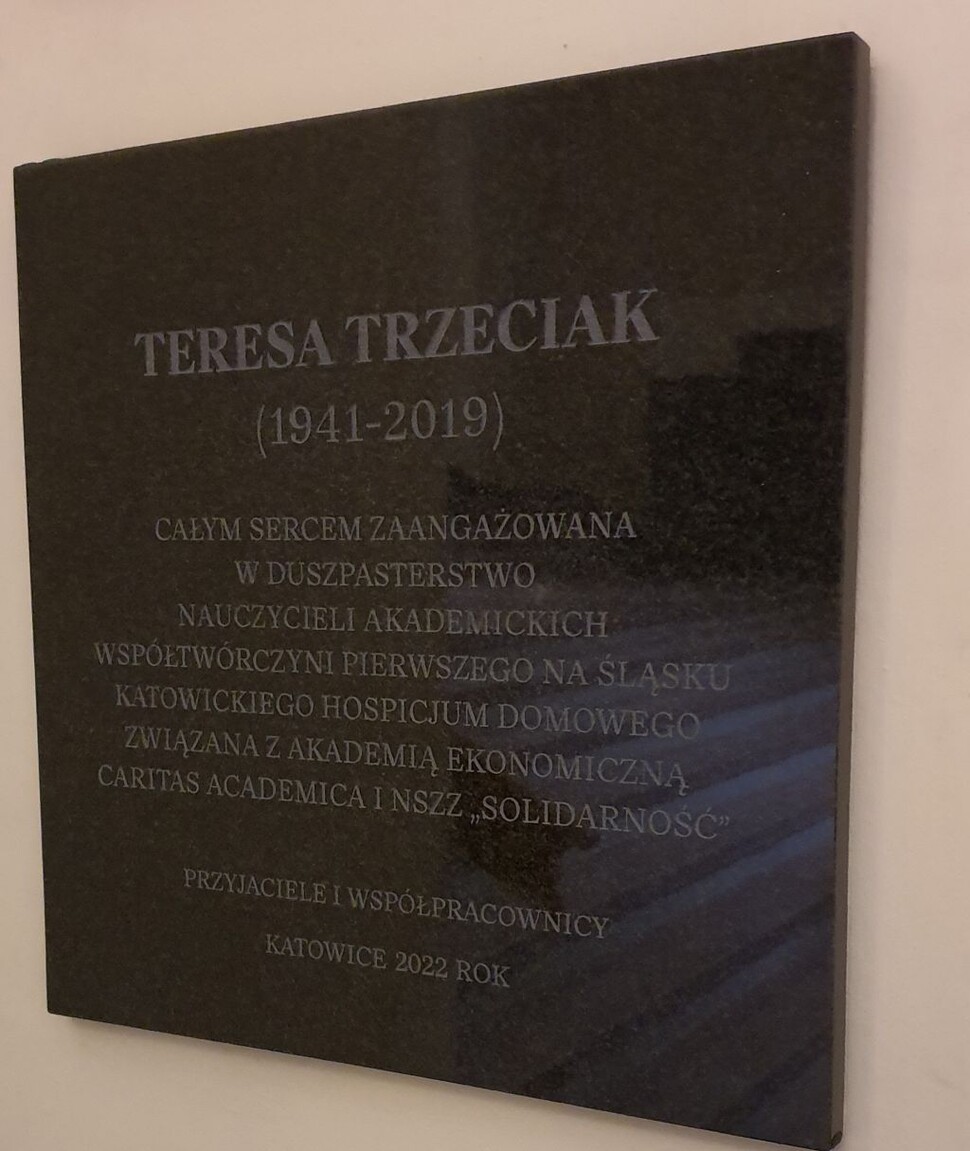 TERESA TRZECIAK
(1941-2019)
CAŁYM SERCEM ZAANGAŻOWANA
W DUSZPASTERSTWO
NAUCZYCIELI AKADEMICKICH
WSPÓŁTWÓRCZYNI PIERWSZEGO NA ŚLĄSKU
KATOWICKIEGO HOSPICJUM DOMOWEGO
ZWIĄZANA Z AKADEMIĄ EKONOMICZNĄ
CARITAS ACADEMICA I NSZZ „SOLIDARNOŚĆ”
PRZYJACIELE I WSPÓŁPRACOWNICY
KATOWICE 2022 ROK